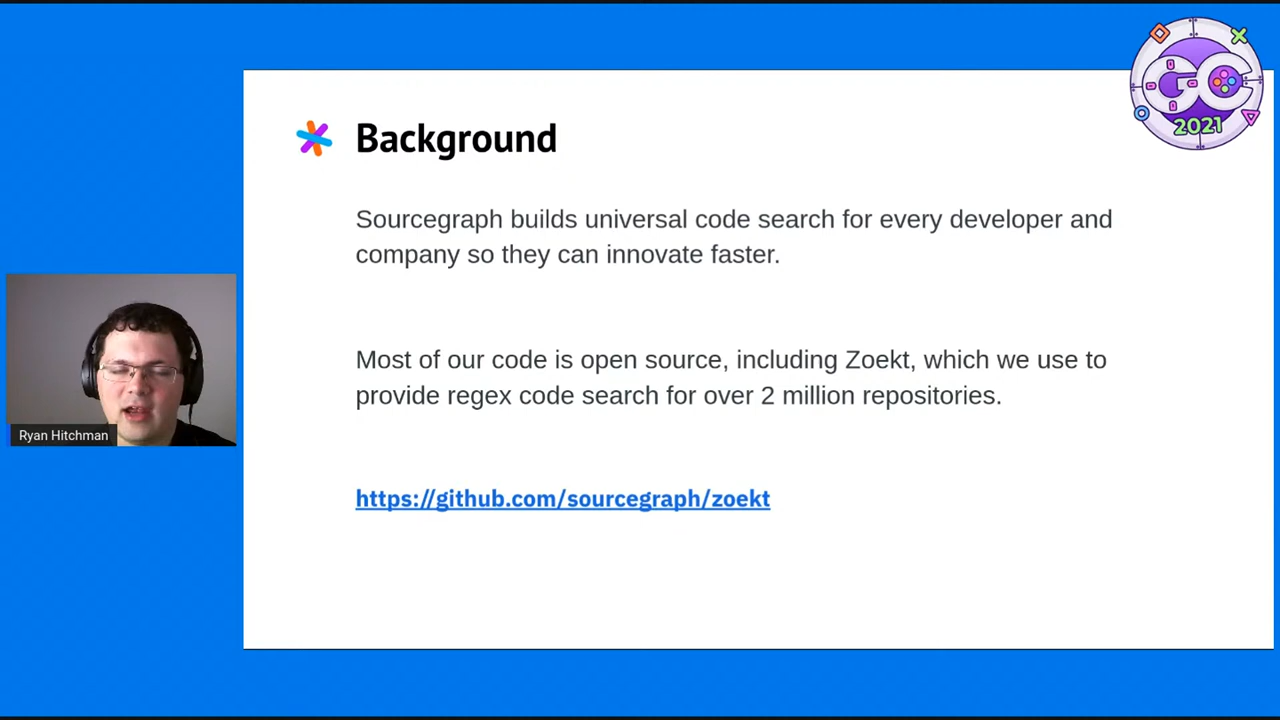 GC
2021
Background
Sourcegraph builds universal code search for every developer and
company so they can innovate faster.
Most of our code is open source, including Zoekt, which we use to
provide regex code search for over 2 million repositories.
https://github.com/sourcegraph/zoekt
Ryan Hitchman